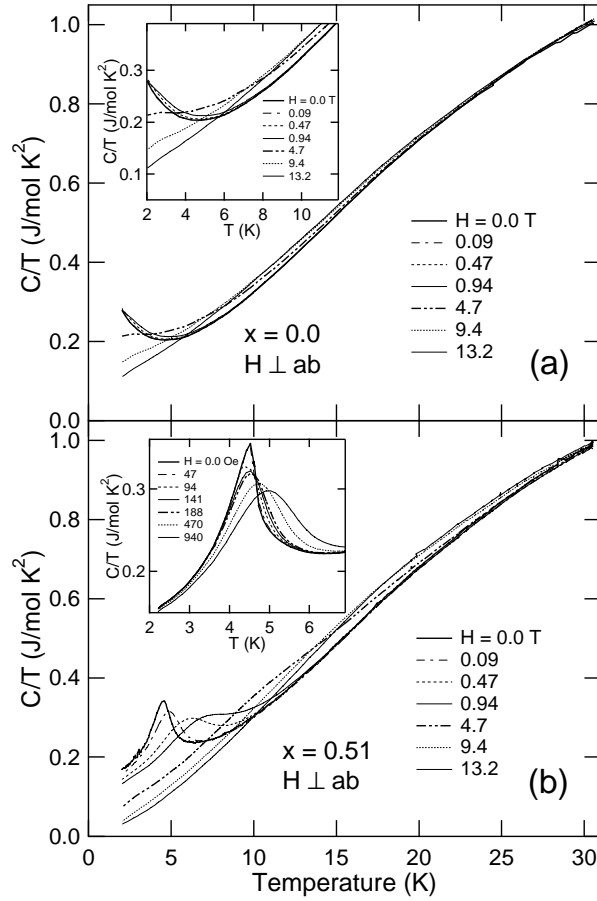 1.0
0.8
0.6
0.4
0.2
0.0
C/T (J/mol K²)
0.3
0.2
0.1
C/T (J/mol K²)
2 4 6 8 10
T (K)
H = 0.0 T
0.09
0.47
0.94
4.7
9.4
13.2
H = 0.0 T
0.09
0.47
0.94
4.7
9.4
13.2
x = 0.0
H ⊥ ab
(a)
1.0
0.8
0.6
0.4
0.2
0.0
C/T (J/mol K²)
0.3
0.2
C/T (J/mol K²)
2 3 4 5 6
T (K)
H = 0.0 Oe
47
94
141
188
470
940
H = 0.0 T
0.09
0.47
0.94
4.7
9.4
13.2
x = 0.51
H ⊥ ab
(b)
0 5 10 15 20 25 30
Temperature (K)